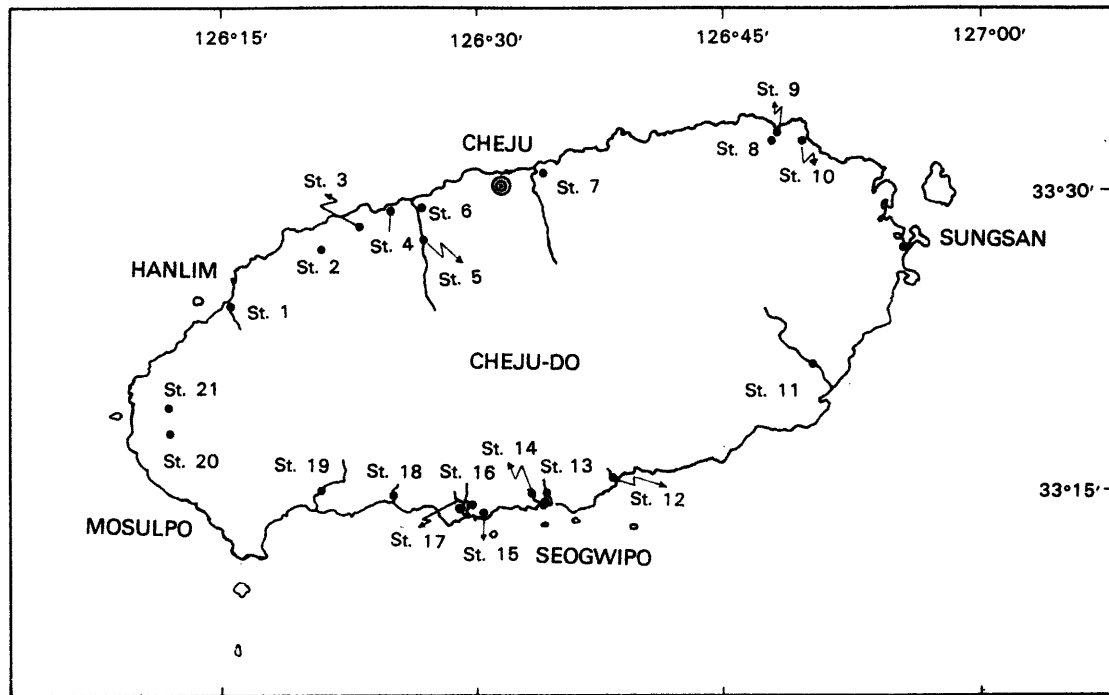 126°15′
126°30′
126°45′
127°00′
St. 9
CHEJU
St. 8
St. 10
St. 3
St. 7
33°30′
St. 6
St. 4
SUNGSAN
St. 2
St. 5
HANLIM
St. 1
CHEJU-DO
St. 11
St. 21
St. 20
St. 14
St. 13
St. 19
St. 18
St. 16
St. 12
33°15′
MOSULPO
St. 17
St. 15
SEOGWIPO